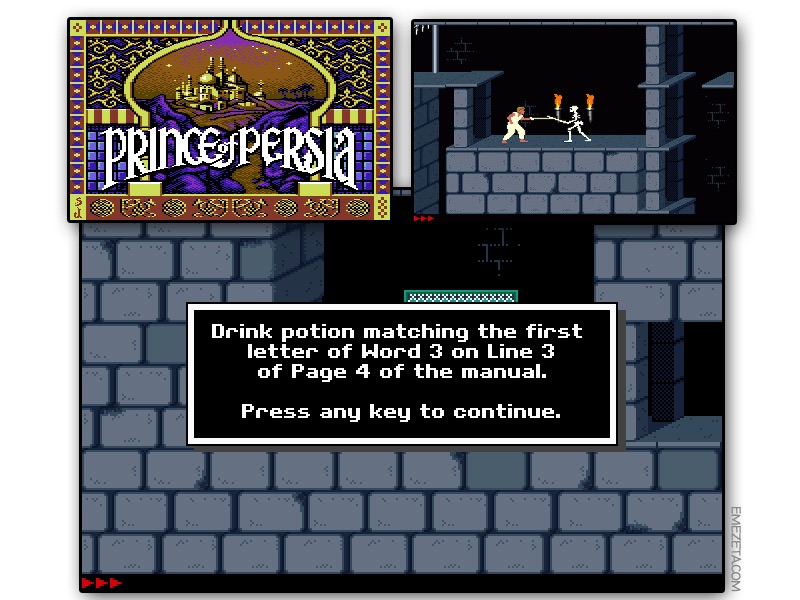 PRINCE of PERSIA
Drink potion matching the first
letter of Word 3 on Line 3
of Page 4 of the manual.
Press any key to continue.
EMEZETA.COM